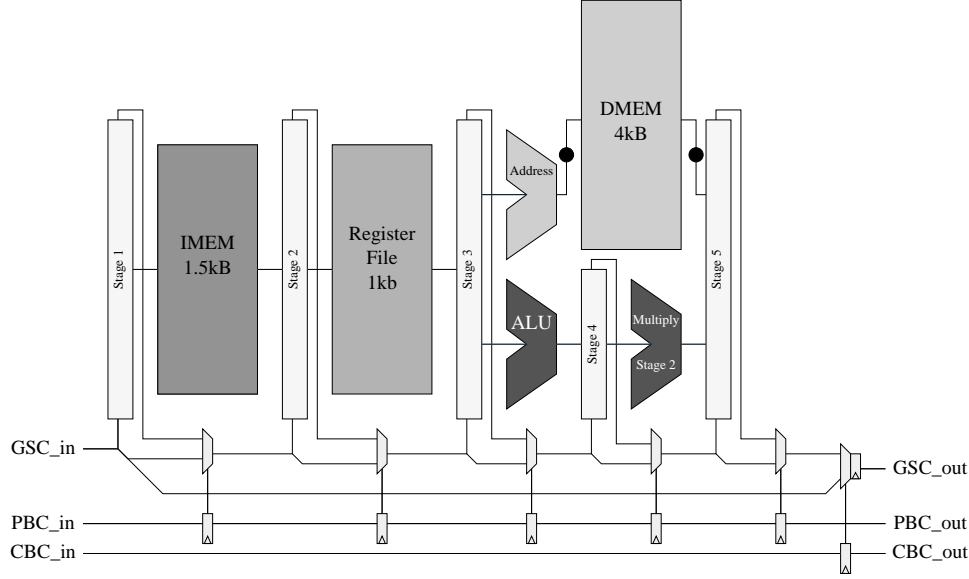 DMEM
4kB
Address
Stage 1
IMEM
1.5kB
Stage 2
Register
File
1kb
Stage 3
Stage 5
ALU
Stage 4
Multiply
Stage 2
GSC_in
GSC_out
PBC_in
PBC_out
CBC_in
CBC_out